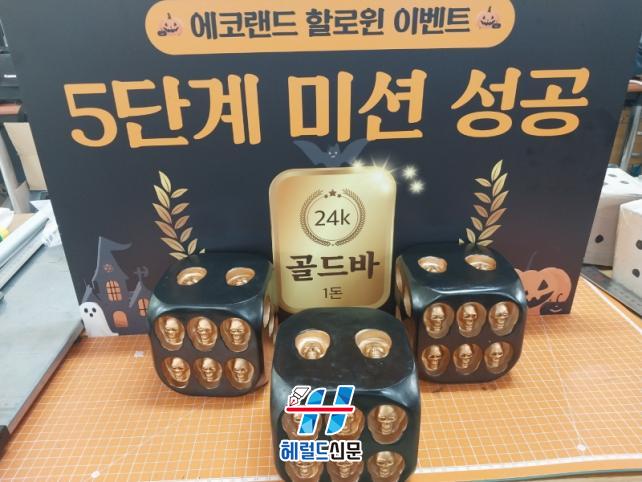 에코랜드 할로윈 이벤트
5단계 미션 성공
24k
골드바
1돈
H
헤럴드신문